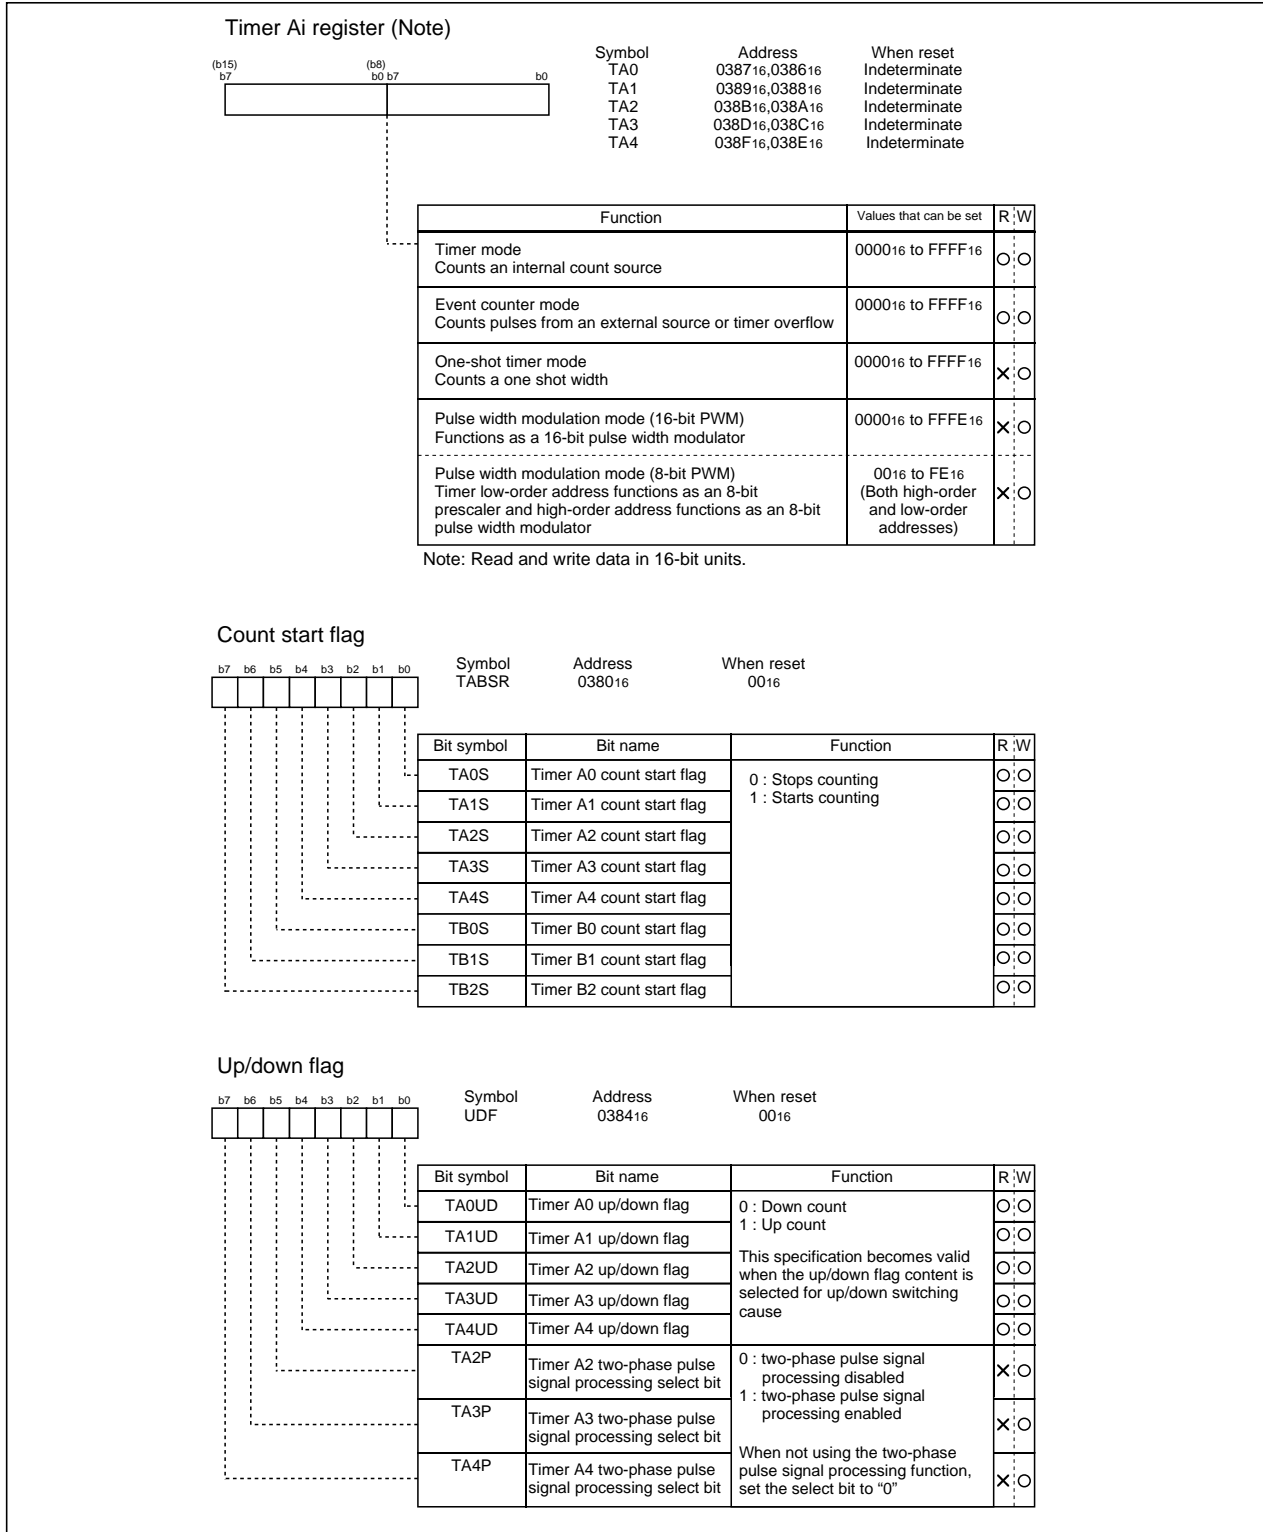 Timer Ai register (Note)
Symbol Address When reset
(b15) (b8)
b7 b0 b7 b0
TA0 038716,038616 Indeterminate
TA1 038916,038816 Indeterminate
TA2 038B16,038A16 Indeterminate
TA3 038D16,038C16 Indeterminate
TA4 038F16,038E16 Indeterminate
Function Values that can be set R W
Timer mode 000016 to FFFF16
Counts an internal count source
Event counter mode 000016 to FFFF16
Counts pulses from an external source or timer overflow
One-shot timer mode 000016 to FFFF16
Counts a one shot width
Pulse width modulation mode (16-bit PWM) 000016 to FFFE16
Functions as a 16-bit pulse width modulator
Pulse width modulation mode (8-bit PWM) 0016 to FE16
Timer low-order address functions as an 8-bit (Both high-order
prescaler and high-order address functions as an 8-bit and low-order
pulse width modulator addresses)
Note: Read and write data in 16-bit units.
Count start flag
b7 b6 b5 b4 b3 b2 b1 b0
Symbol Address When reset
TABSR 038016 0016
Bit symbol Bit name Function R W
TA0S Timer A0 count start flag 0 : Stops counting
TA1S Timer A1 count start flag 1 : Starts counting
TA2S Timer A2 count start flag
TA3S Timer A3 count start flag
TA4S Timer A4 count start flag
TB0S Timer B0 count start flag
TB1S Timer B1 count start flag
TB2S Timer B2 count start flag
Up/down flag
b7 b6 b5 b4 b3 b2 b1 b0
Symbol Address When reset
UDF 038416 0016
Bit symbol Bit name Function R W
TA0UD Timer A0 up/down flag 0 : Down count
TA1UD Timer A1 up/down flag 1 : Up count
TA2UD Timer A2 up/down flag This specification becomes valid
when the up/down flag content is
TA3UD Timer A3 up/down flag selected for up/down switching
cause
TA4UD Timer A4 up/down flag
TA2P Timer A2 two-phase pulse 0 : two-phase pulse signal
signal processing select bit processing disabled
1 : two-phase pulse signal
TA3P Timer A3 two-phase pulse processing enabled
signal processing select bit
When not using the two-phase
TA4P Timer A4 two-phase pulse pulse signal processing function,
signal processing select bit set the select bit to “0”